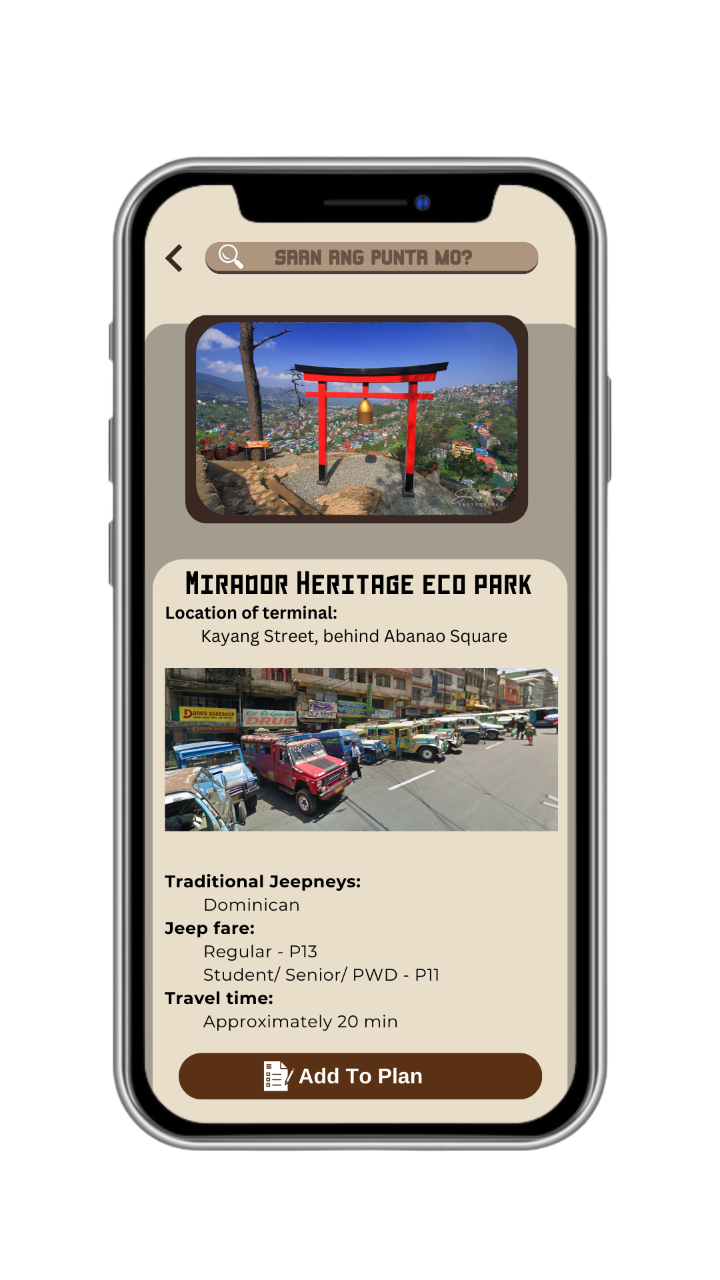 SAAN ANG PUNTA MO?
MIRADOR HERITAGE ECO PARK
Location of terminal:
Kayang Street, behind Abanao Square
DRUG
Traditional Jeepneys:
Dominican
Jeep fare:
Regular - P13
Student/ Senior/ PWD - P11
Travel time:
Approximately 20 min
Add To Plan